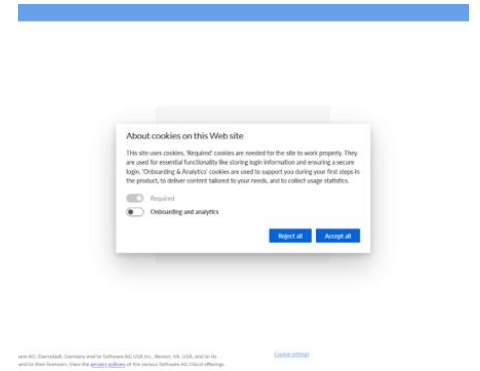 About cookies on this Web site
This site uses cookies. 'Required' cookies are needed for the site to work properly. They
are used for essential functionality like storing login information and ensuring a secure
login. 'Onboarding & Analytics' cookies are used to support you during your first steps in
the product, to deliver content tailored to your needs, and to collect usage statistics.
Required
Onboarding and analytics
Reject all
Accept all
are AG, Darmstadt, Germany and/or Software AG USA Inc., Reston, VA, USA, and/or its
Cookie settings
and/or their licensors. View the privacy policies of the various Software AG Cloud offerings.